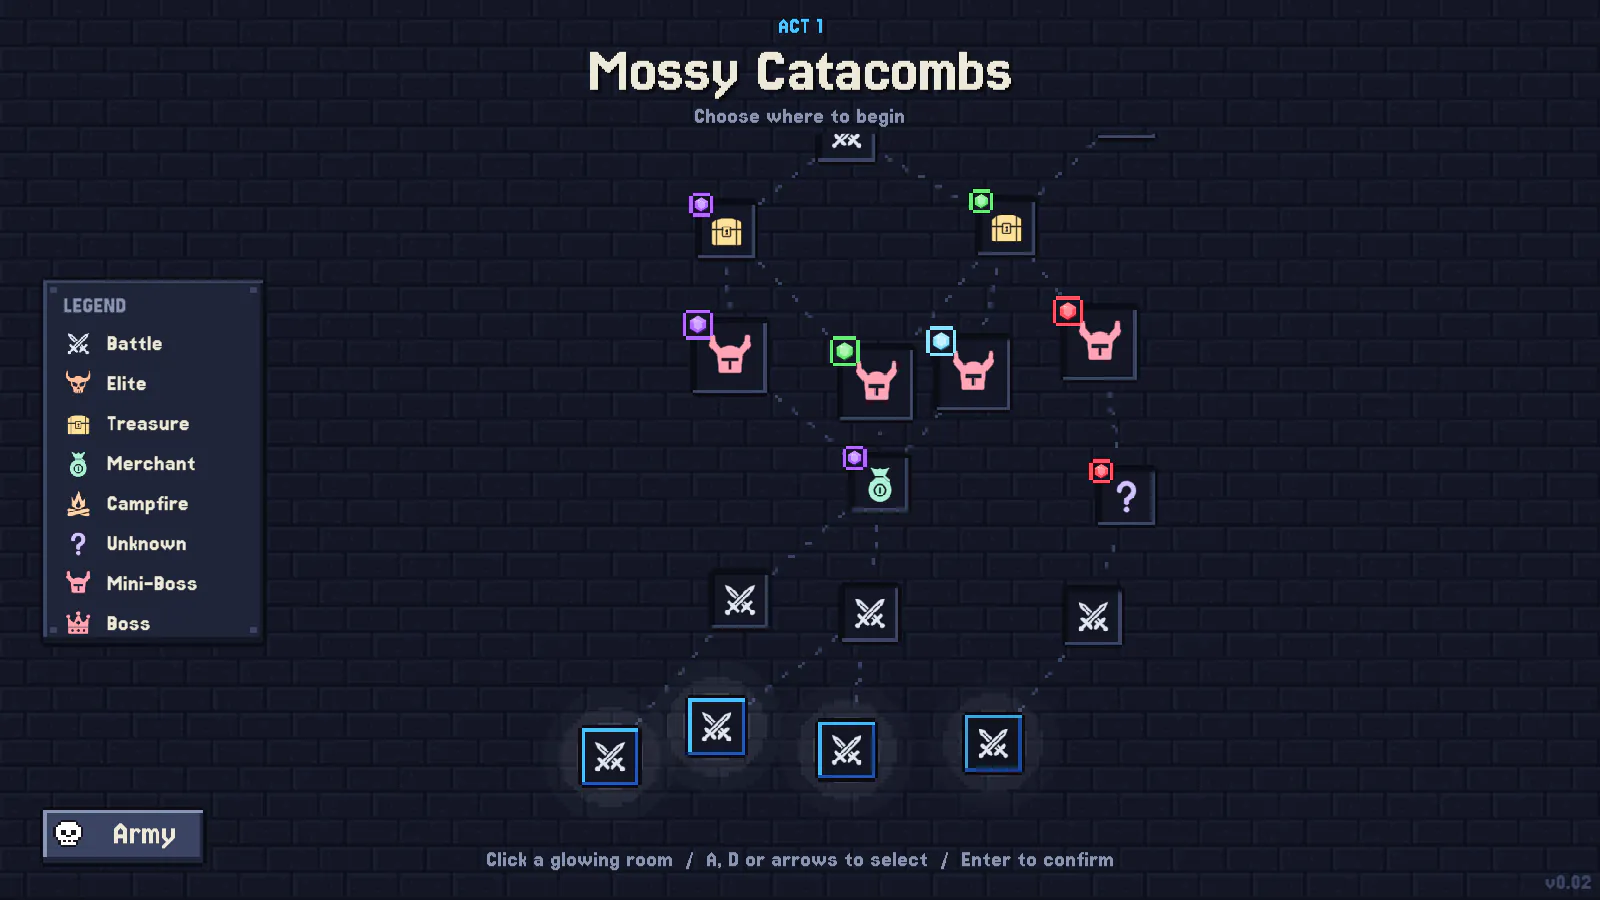 ACT 1
Mossy Catacombs
Choose where to begin
LEGEND
Battle
Elite
Treasure
Merchant
Campfire
? Unknown
Mini-Boss
Boss
?
Army
Click a glowing room / A, D or arrows to select / Enter to confirm
v0.02